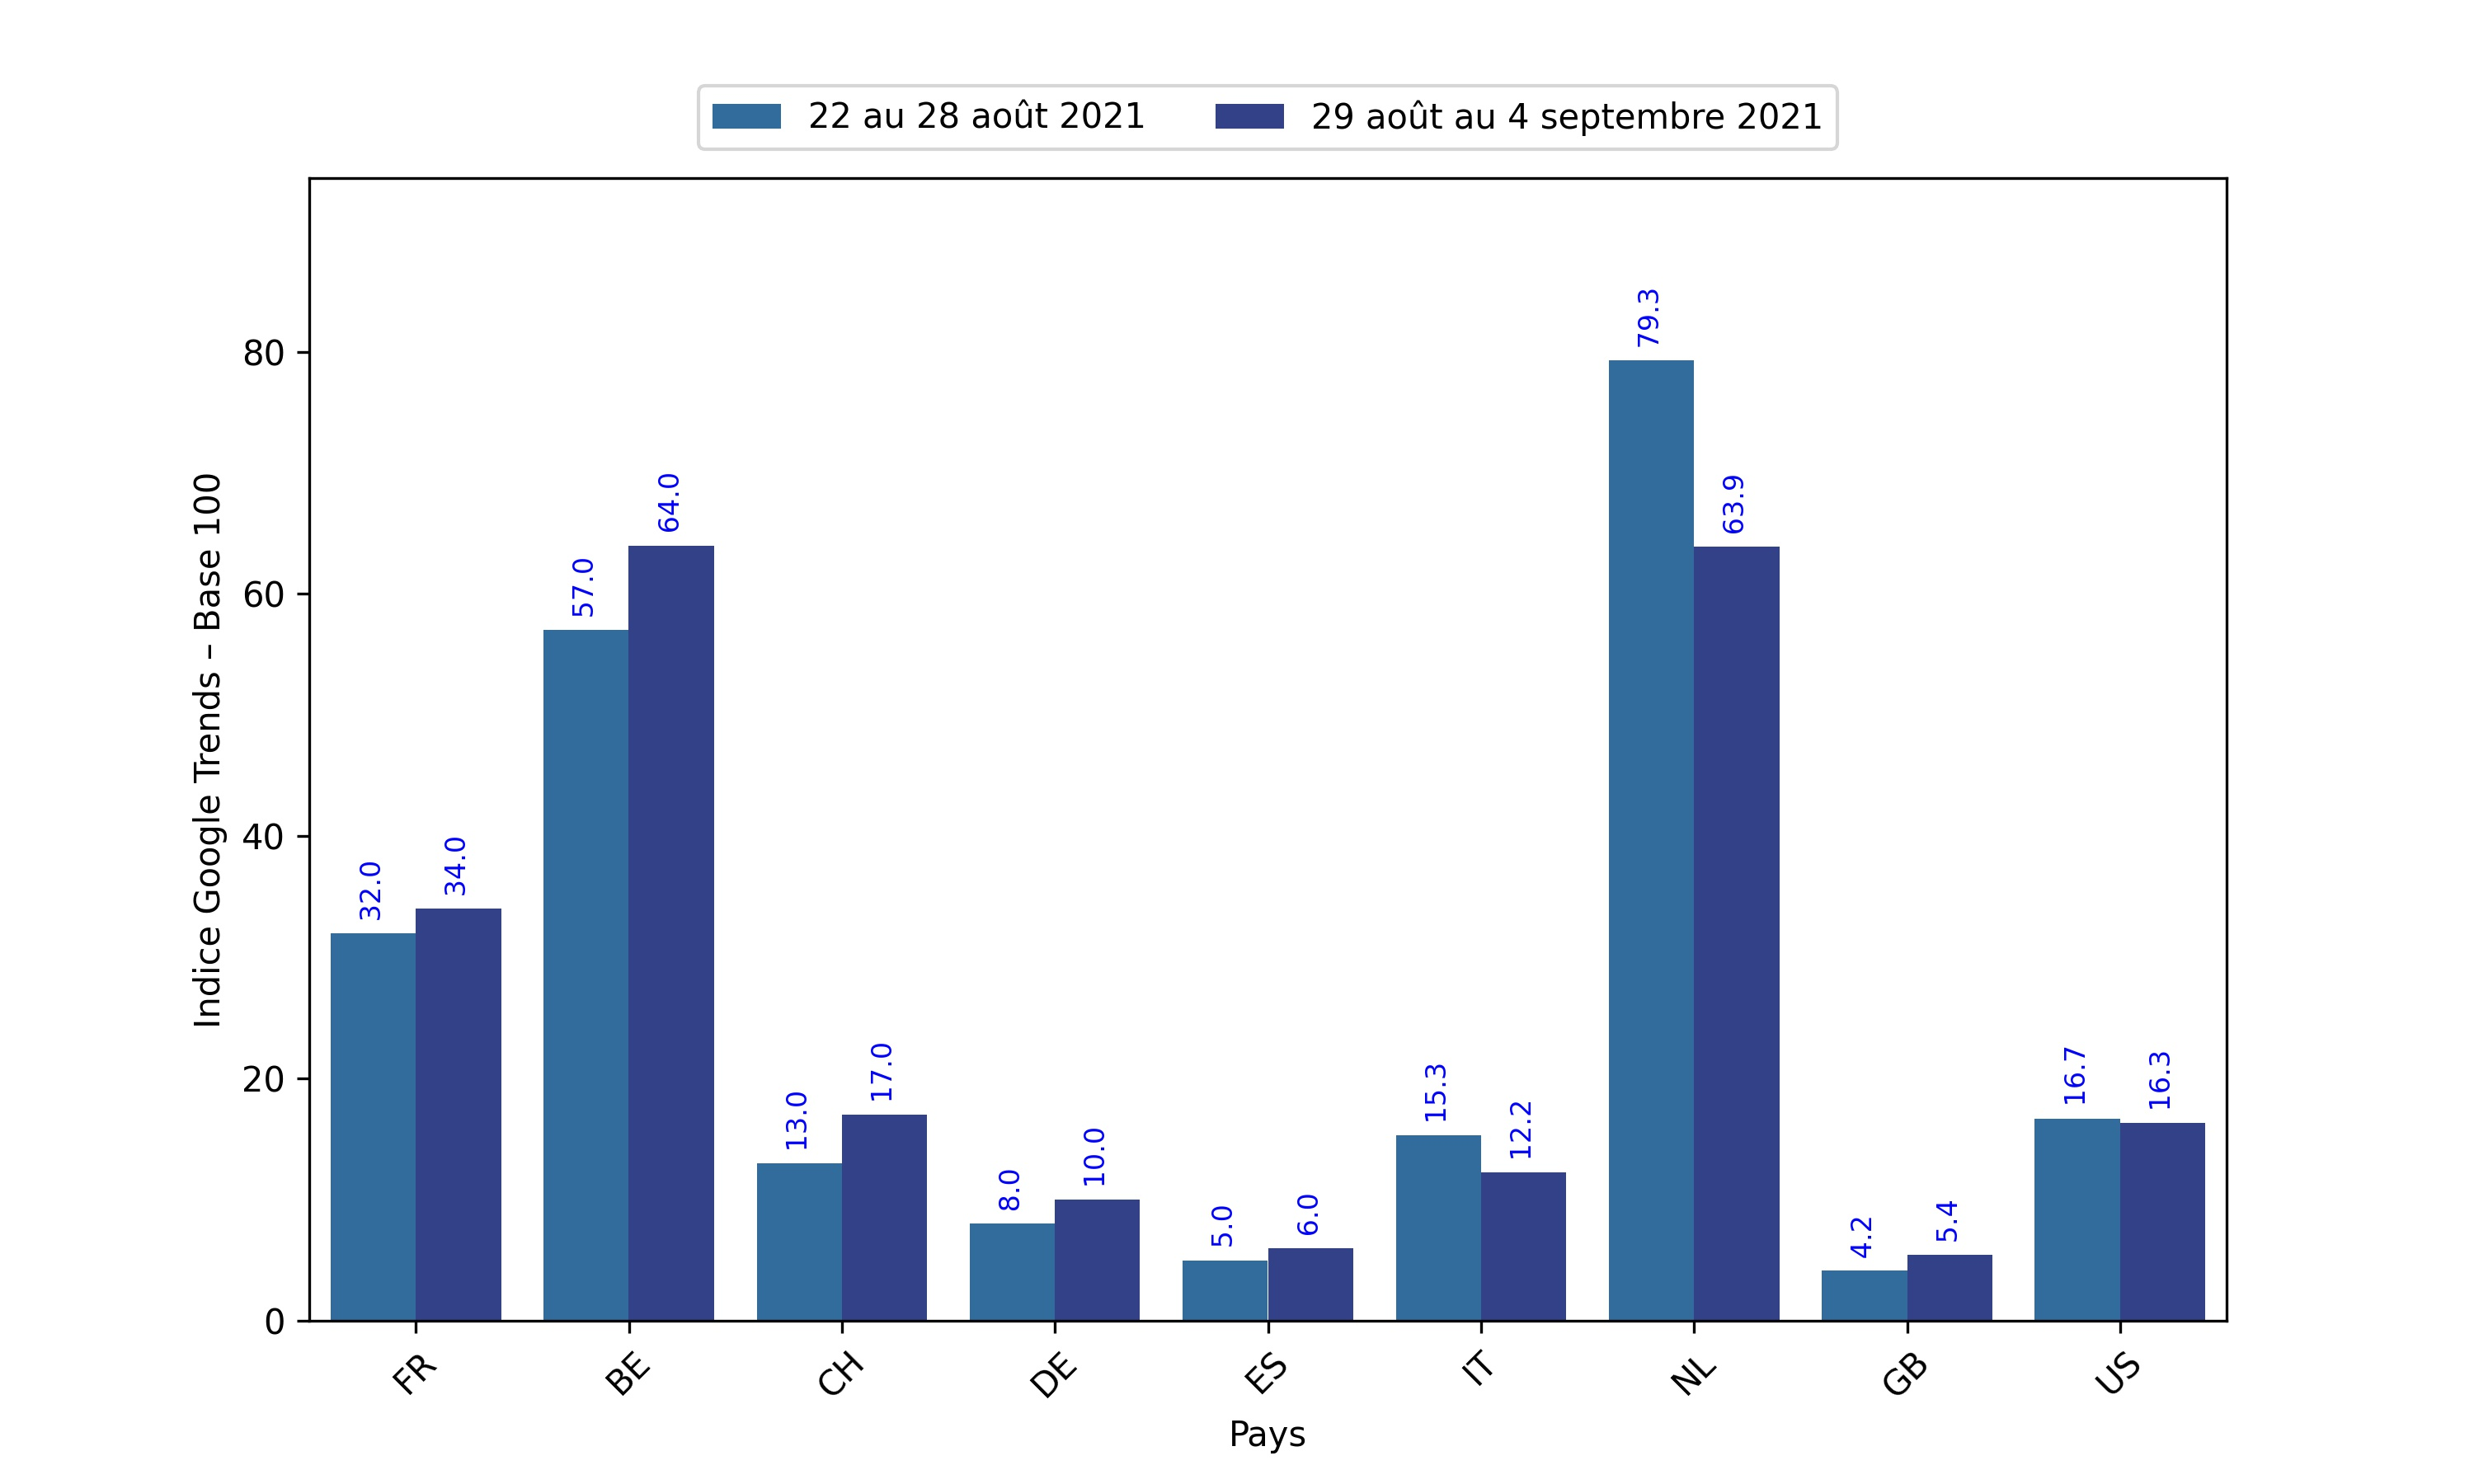 22 au 28 août 2021
29 août au 4 septembre 2021
Indice Google Trends – Base 100
80
60
40
20
0
32.0
34.0
57.0
64.0
13.0
17.0
8.0
10.0
5.0
6.0
15.3
12.2
79.3
63.9
4.2
5.4
16.7
16.3
FR
BE
CH
DE
ES
IT
NL
GB
US
Pays